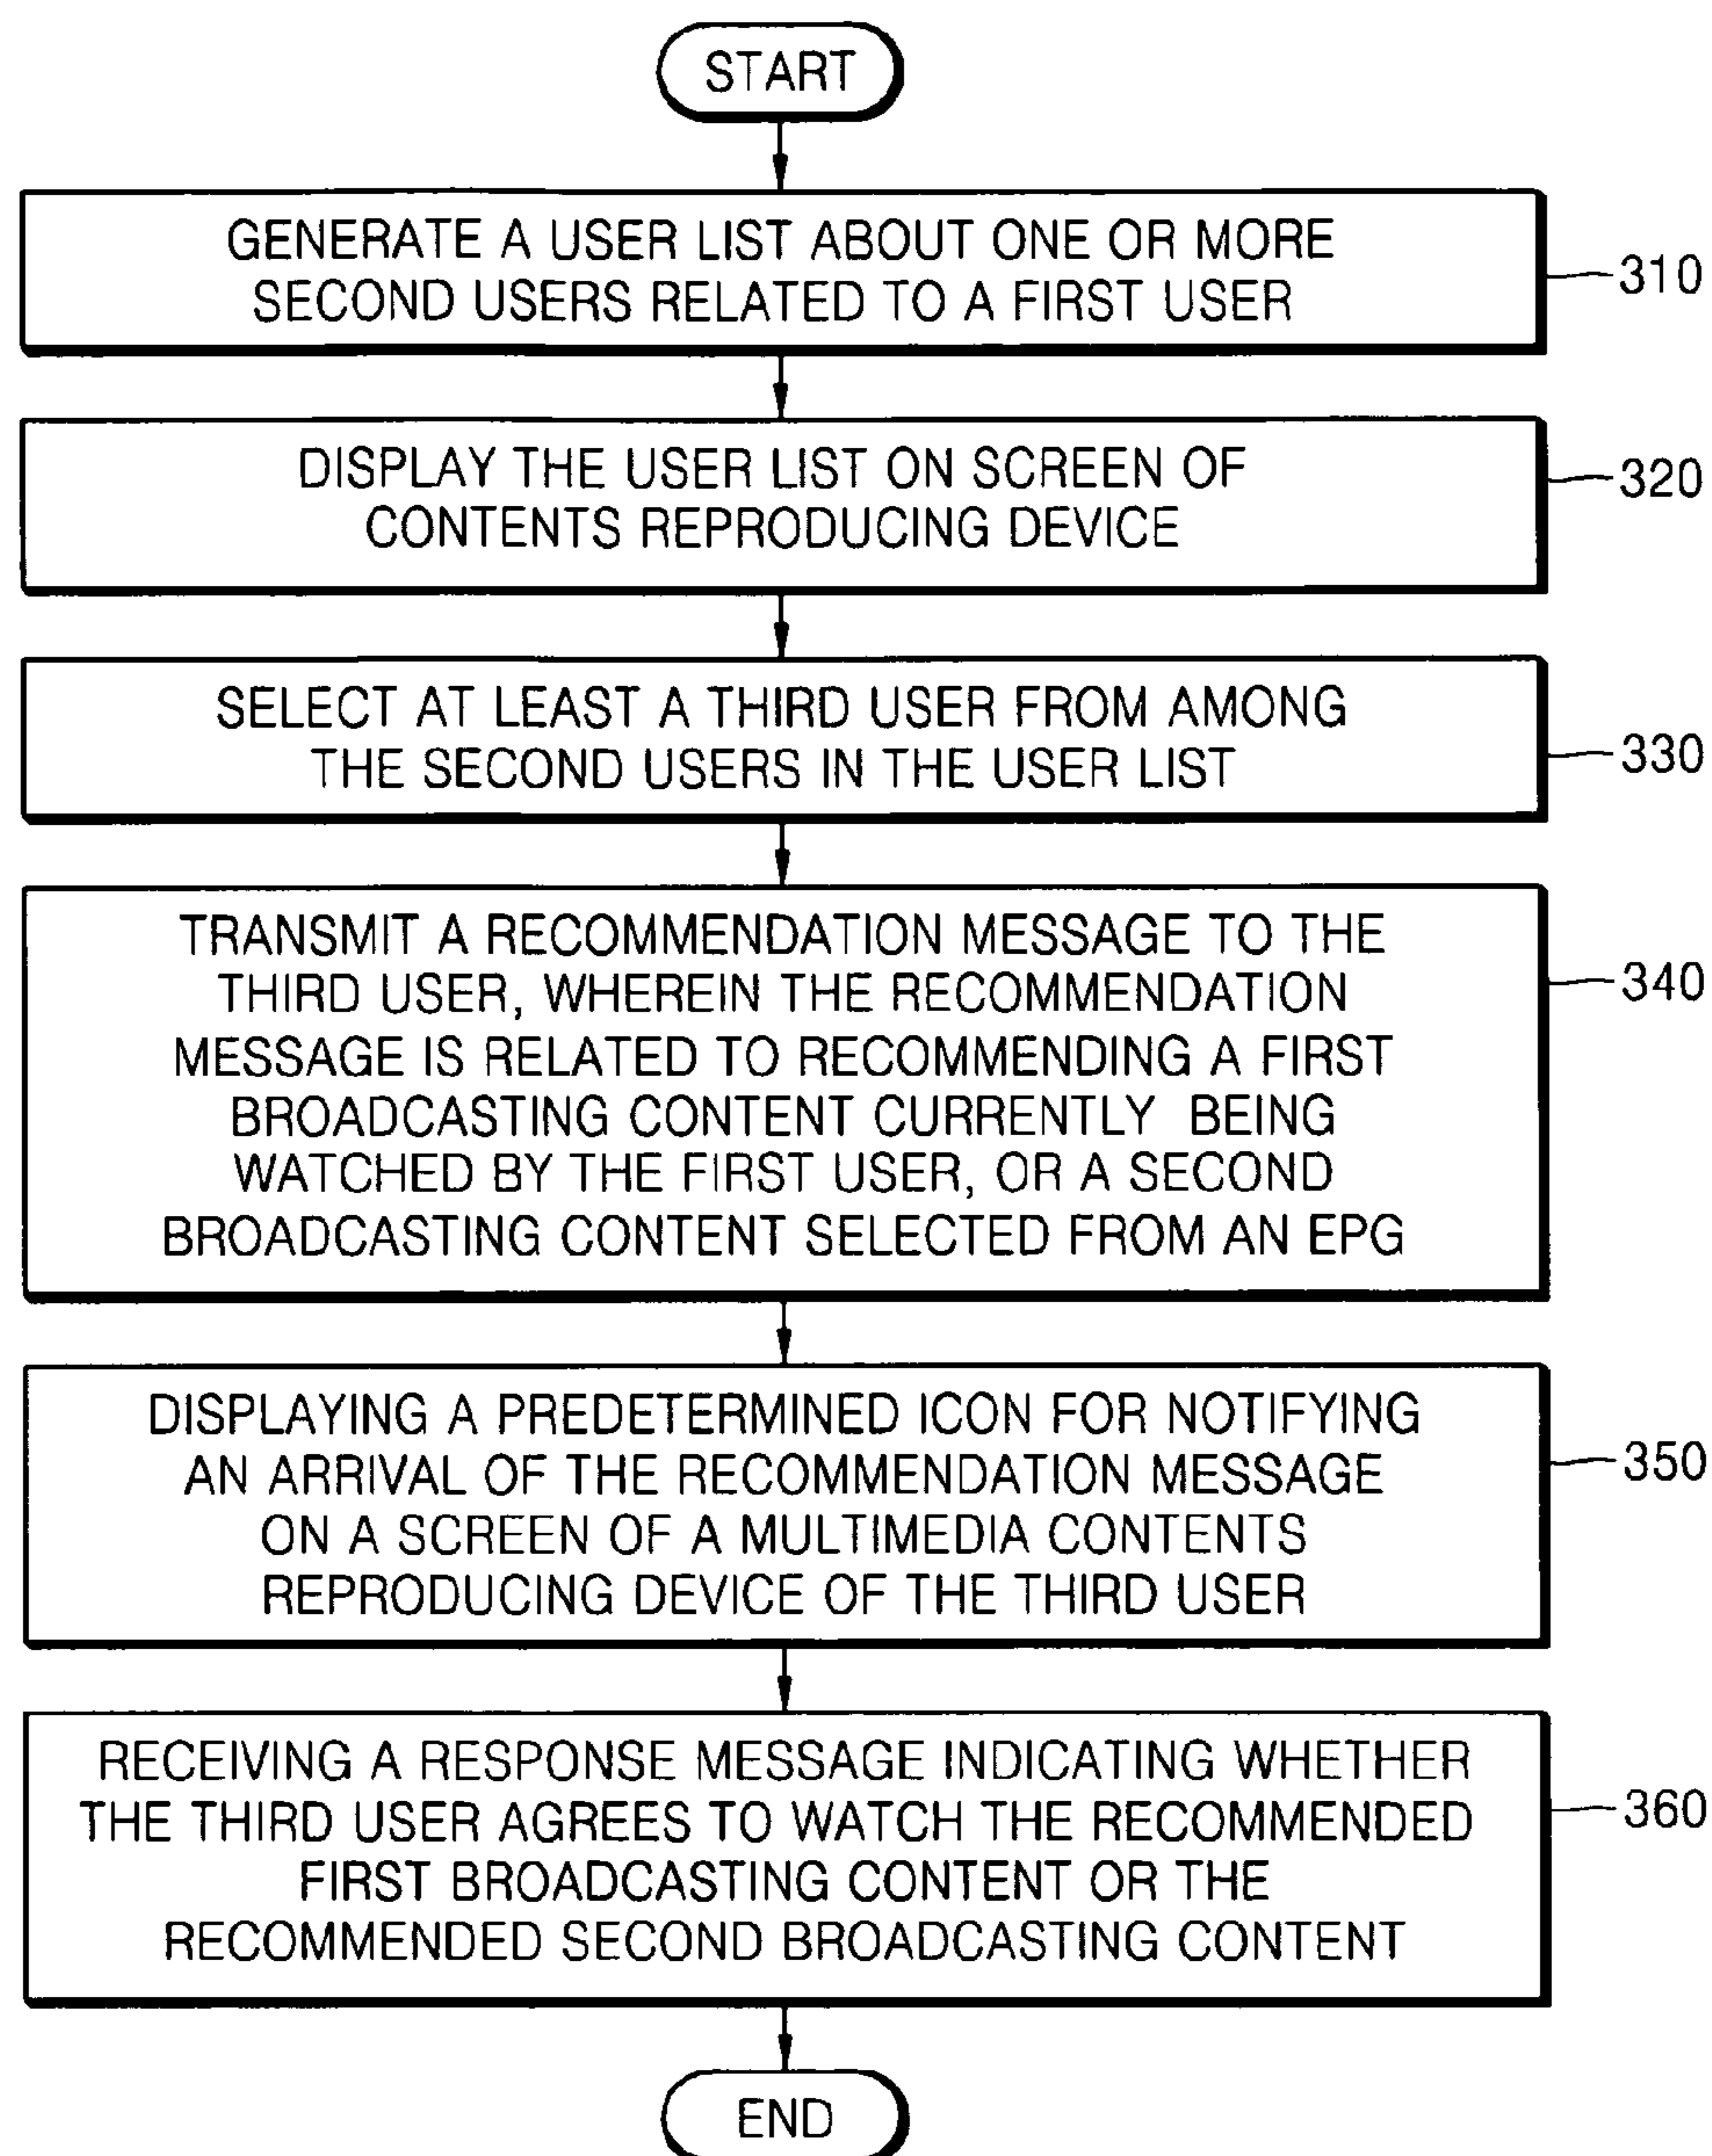 START
GENERATE A USER LIST ABOUT ONE OR MORE
SECOND USERS RELATED TO A FIRST USER
310
DISPLAY THE USER LIST ON SCREEN OF
CONTENTS REPRODUCING DEVICE
320
SELECT AT LEAST A THIRD USER FROM AMONG
THE SECOND USERS IN THE USER LIST
330
TRANSMIT A RECOMMENDATION MESSAGE TO THE
THIRD USER, WHEREIN THE RECOMMENDATION
MESSAGE IS RELATED TO RECOMMENDING A FIRST
BROADCASTING CONTENT CURRENTLY BEING
WATCHED BY THE FIRST USER, OR A SECOND
BROADCASTING CONTENT SELECTED FROM AN EPG
340
DISPLAYING A PREDETERMINED ICON FOR NOTIFYING
AN ARRIVAL OF THE RECOMMENDATION MESSAGE
ON A SCREEN OF A MULTIMEDIA CONTENTS
REPRODUCING DEVICE OF THE THIRD USER
350
RECEIVING A RESPONSE MESSAGE INDICATING WHETHER
THE THIRD USER AGREES TO WATCH THE RECOMMENDED
FIRST BROADCASTING CONTENT OR THE
RECOMMENDED SECOND BROADCASTING CONTENT
360
END